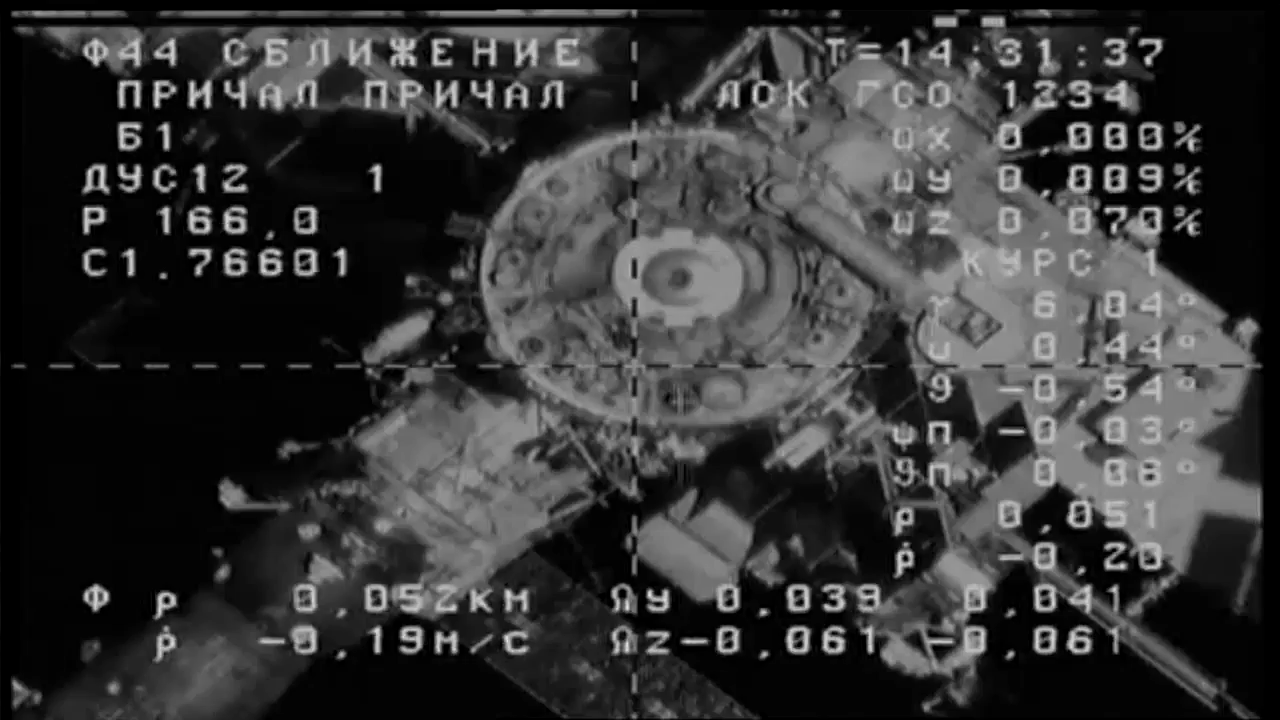 Ф44 СБЛИЖЕНИЕ T=14:31:37
ПРИЧАЛ ПРИЧАЛ ЛОК ГСО 1234
Б1 ωX 0,000%
ДУС12 1 ωY 0,009%
Р 166,0 ωZ 0,070%
С1.76601 КУРС 1
γ 6,04°
ψ 0,44°
ϑ -0,54°
ψП -0,03°
ϑП 0,08°
ρ 0,051
ρ̇ -0,20
Ф ρ 0,052КМ ΩY 0,039 0,041
ρ̇ -0,19М/С ΩZ-0,061 -0,061